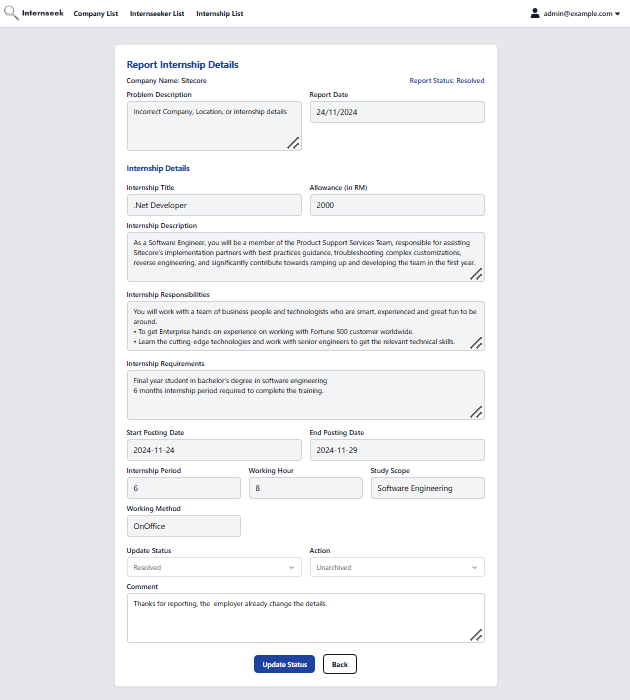 Internseek Company List Internseeker List Internship List admin@example.com
Report Internship Details
Company Name: Sitecore Report Status: Resolved
Problem Description Report Date
Incorrect Company, Location, or internship details 24/11/2024
Internship Details
Internship Title Allowance (in RM)
.Net Developer 2000
Internship Description
As a Software Engineer, you will be a member of the Product Support Services Team, responsible for assisting
Sitecore's implementation partners with best practices guidance, troubleshooting complex customizations,
reverse engineering, and significantly contribute towards ramping up and developing the team in the first year.
Internship Responsibilities
You will work with a team of business people and technologists who are smart, experienced and great fun to be
around.
• To get Enterprise hands-on experience on working with Fortune 500 customer worldwide.
• Learn the cutting-edge technologies and work with senior engineers to get the relevant technical skills.
Internship Requirements
Final year student in bachelor's degree in software engineering
6 months internship period required to complete the training.
Start Posting Date End Posting Date
2024-11-24 2024-11-29
Internship Period Working Hour Study Scope
6 8 Software Engineering
Working Method
OnOffice
Update Status Action
Resolved Unarchived
Comment
Thanks for reporting, the  employer already change the details.
Update Status Back